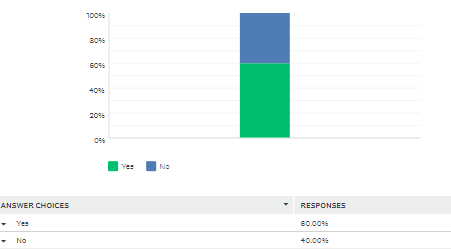 100%
80%
60%
40%
20%
0%
Yes No
ANSWER CHOICES RESPONSES
Yes 60.00%
No 40.00%